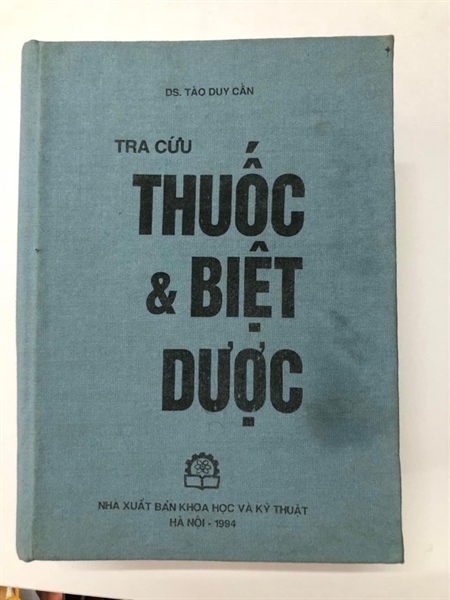 DS. TÀO DUY CẦN
TRA CỨU
THUỐC
& BIỆT
DƯỢC
NHÀ XUẤT BẢN KHOA HỌC VÀ KỸ THUẬT
HÀ NỘI - 1994